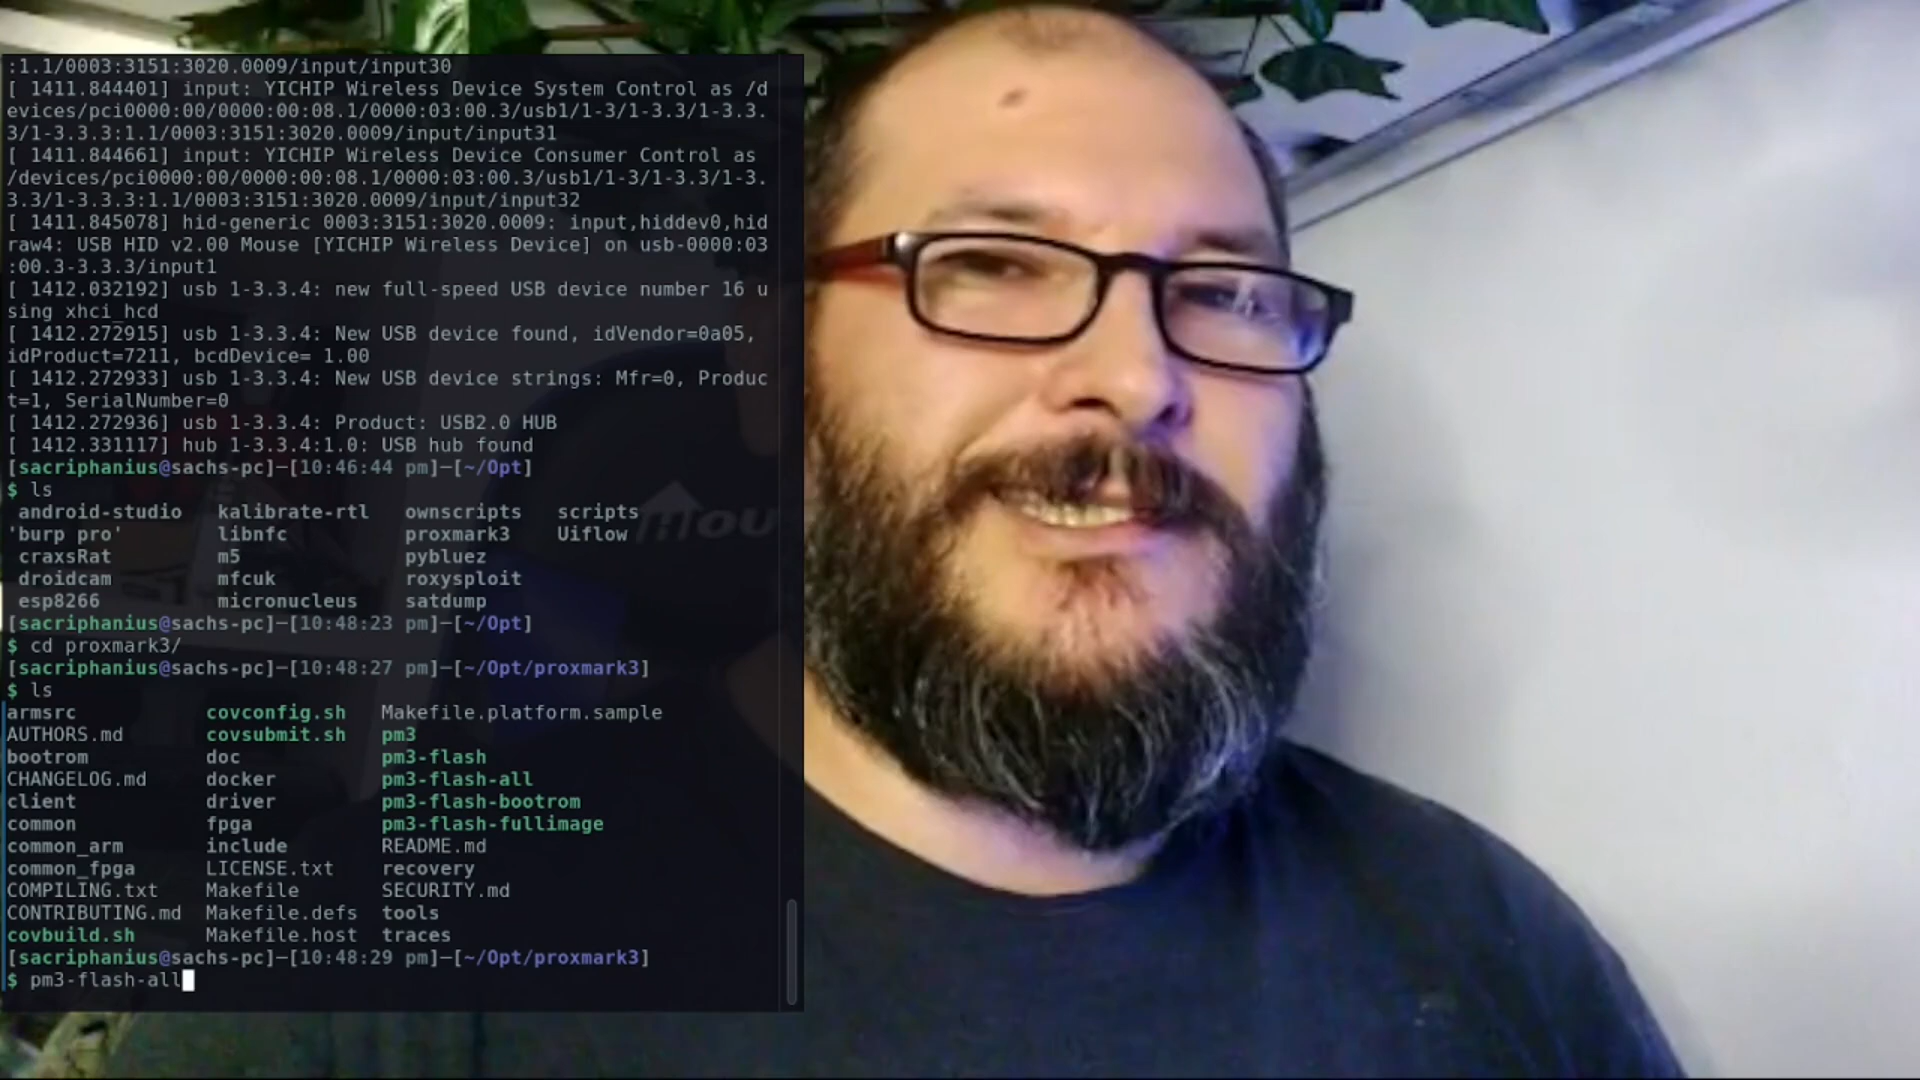 :1.1/0003:3151:3020.0009/input/input30
[ 1411.844401] input: YICHIP Wireless Device System Control as /d
evices/pci0000:00/0000:00:08.1/0000:03:00.3/usb1/1-3/1-3.3/1-3.3.
3/1-3.3.3:1.1/0003:3151:3020.0009/input/input31
[ 1411.844661] input: YICHIP Wireless Device Consumer Control as 
/devices/pci0000:00/0000:00:08.1/0000:03:00.3/usb1/1-3/1-3.3/1-3.
3.3/1-3.3.3:1.1/0003:3151:3020.0009/input/input32
[ 1411.845078] hid-generic 0003:3151:3020.0009: input,hiddev0,hid
raw4: USB HID v2.00 Mouse [YICHIP Wireless Device] on usb-0000:03
:00.3-3.3.3/input1
[ 1412.032192] usb 1-3.3.4: new full-speed USB device number 16 u
sing xhci_hcd
[ 1412.272915] usb 1-3.3.4: New USB device found, idVendor=0a05,
idProduct=7211, bcdDevice= 1.00
[ 1412.272933] usb 1-3.3.4: New USB device strings: Mfr=0, Produc
t=1, SerialNumber=0
[ 1412.272936] usb 1-3.3.4: Product: USB2.0 HUB
[ 1412.331117] hub 1-3.3.4:1.0: USB hub found
[sacriphanius@sachs-pc]─[10:46:44 pm]─[~/Opt]
$ ls
android-studio kalibrate-rtl ownscripts scripts
'burp pro' libnfc proxmark3 Uiflow
craxsRat m5 pybluez
droidcam mfcuk roxysploit
esp8266 micronucleus satdump
[sacriphanius@sachs-pc]─[10:48:23 pm]─[~/Opt]
$ cd proxmark3/
[sacriphanius@sachs-pc]─[10:48:27 pm]─[~/Opt/proxmark3]
$ ls
armsrc covconfig.sh Makefile.platform.sample
AUTHORS.md covsubmit.sh pm3
bootrom doc pm3-flash
CHANGELOG.md docker pm3-flash-all
client driver pm3-flash-bootrom
common fpga pm3-flash-fullimage
common_arm include README.md
common_fpga LICENSE.txt recovery
COMPILING.txt Makefile SECURITY.md
CONTRIBUTING.md Makefile.defs tools
covbuild.sh Makefile.host traces
[sacriphanius@sachs-pc]─[10:48:29 pm]─[~/Opt/proxmark3]
$ pm3-flash-all